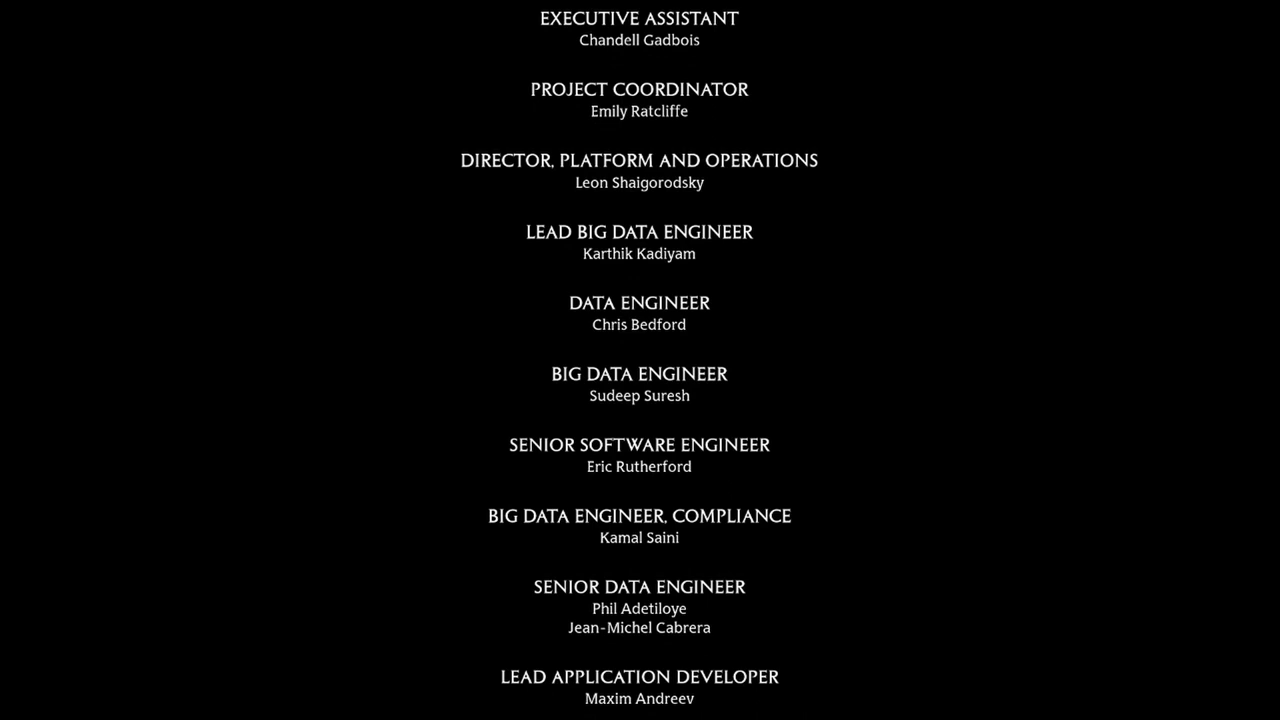 EXECUTIVE ASSISTANT
Chandell Gadbois
PROJECT COORDINATOR
Emily Ratcliffe
DIRECTOR, PLATFORM AND OPERATIONS
Leon Shaigorodsky
LEAD BIG DATA ENGINEER
Karthik Kadiyam
DATA ENGINEER
Chris Bedford
BIG DATA ENGINEER
Sudeep Suresh
SENIOR SOFTWARE ENGINEER
Eric Rutherford
BIG DATA ENGINEER, COMPLIANCE
Kamal Saini
SENIOR DATA ENGINEER
Phil Adetiloye
Jean-Michel Cabrera
LEAD APPLICATION DEVELOPER
Maxim Andreev